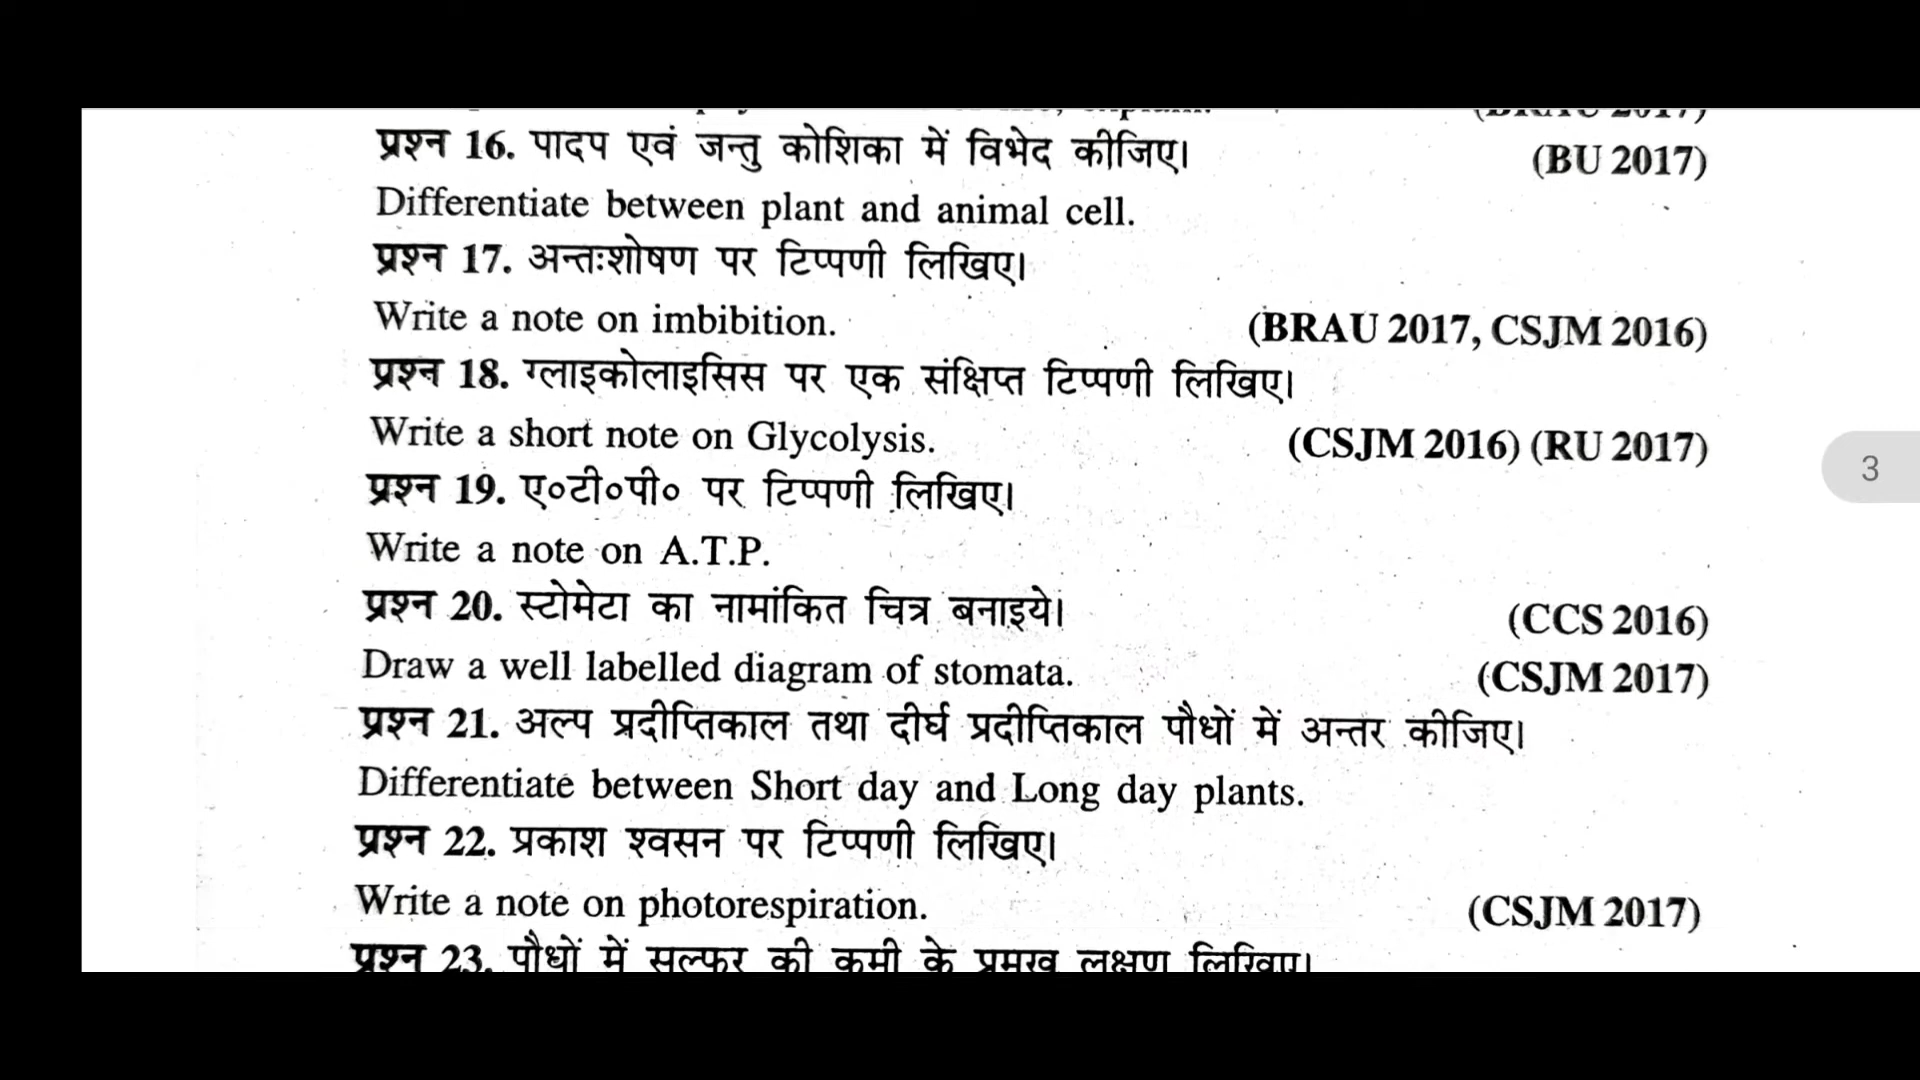 प्रश्न 16. पादप एवं जन्तु कोशिका में विभेद कीजिए। (BU 2017)
Differentiate between plant and animal cell.
प्रश्न 17. अन्तःशोषण पर टिप्पणी लिखिए।
Write a note on imbibition. (BRAU 2017, CSJM 2016)
प्रश्न 18. ग्लाइकोलाइसिस पर एक संक्षिप्त टिप्पणी लिखिए।
Write a short note on Glycolysis. (CSJM 2016) (RU 2017)
प्रश्न 19. ए०टी०पी० पर टिप्पणी लिखिए।
Write a note on A.T.P.
प्रश्न 20. स्टोमेटा का नामांकित चित्र बनाइये। (CCS 2016)
Draw a well labelled diagram of stomata. (CSJM 2017)
प्रश्न 21. अल्प प्रदीप्तिकाल तथा दीर्घ प्रदीप्तिकाल पौधों में अन्तर कीजिए।
Differentiate between Short day and Long day plants.
प्रश्न 22. प्रकाश श्वसन पर टिप्पणी लिखिए।
Write a note on photorespiration. (CSJM 2017)
प्रश्न 23. पौधों में सल्फर की कमी के प्रमुख लक्षण लिखिए।
3